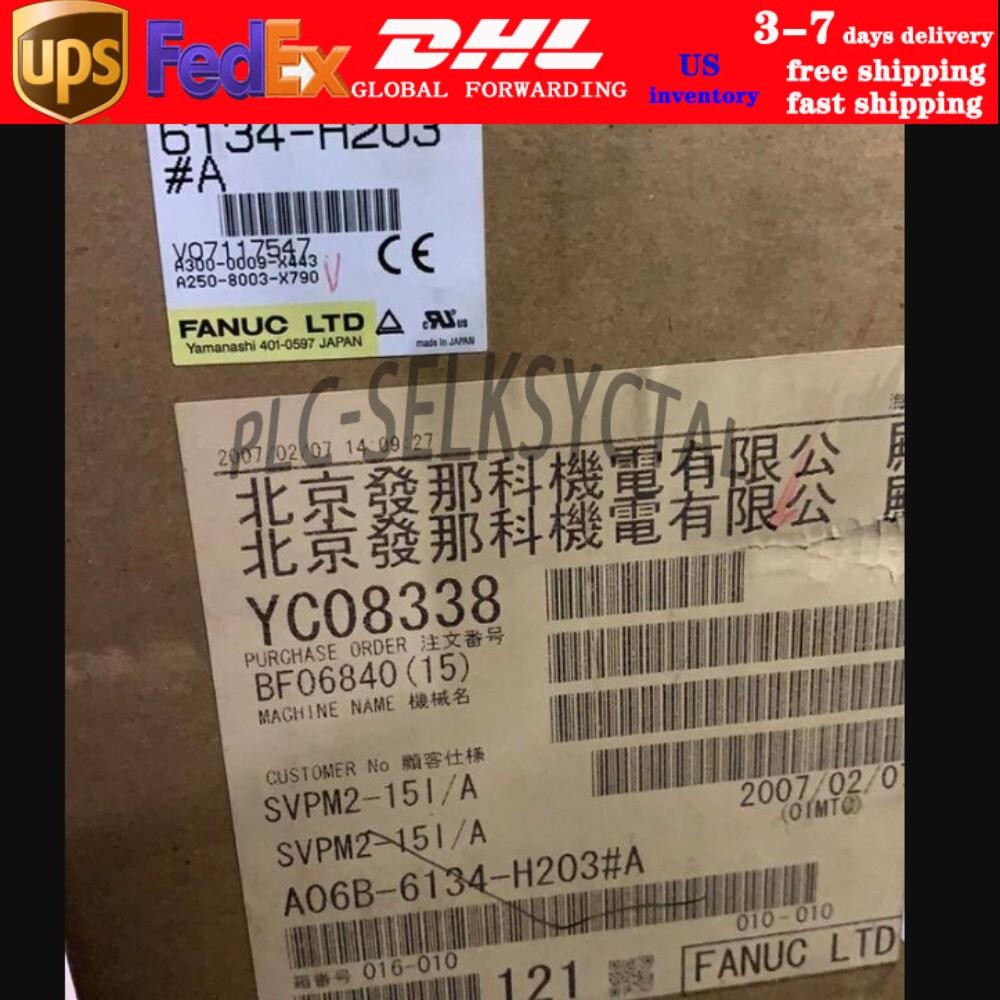 ups
FedEx
DHL
GLOBAL FORWARDING
US
inventory
3-7 days delivery
free shipping
fast shipping
6134-H203
#A
V07117547
A300-0009-X443
A250-8003-X790
V
CE
FANUC LTD
Yamanashi 401-0597 JAPAN
c RU US
made In JAPAN
PLC-SELKSYCTAL
2007/02/07 14:09:27
北京發那科機電有限公
北京發那科機電有限公
YC08338
PURCHASE ORDER 注文番号
BF06840(15)
MACHINE NAME 機械名
CUSTOMER No 顧客仕様
SVPM2-15I/A
SVPM2-15I/A
2007/02/07
A06B-6134-H203#A
010-010
箱番号 016-010
121
FANUC LTD